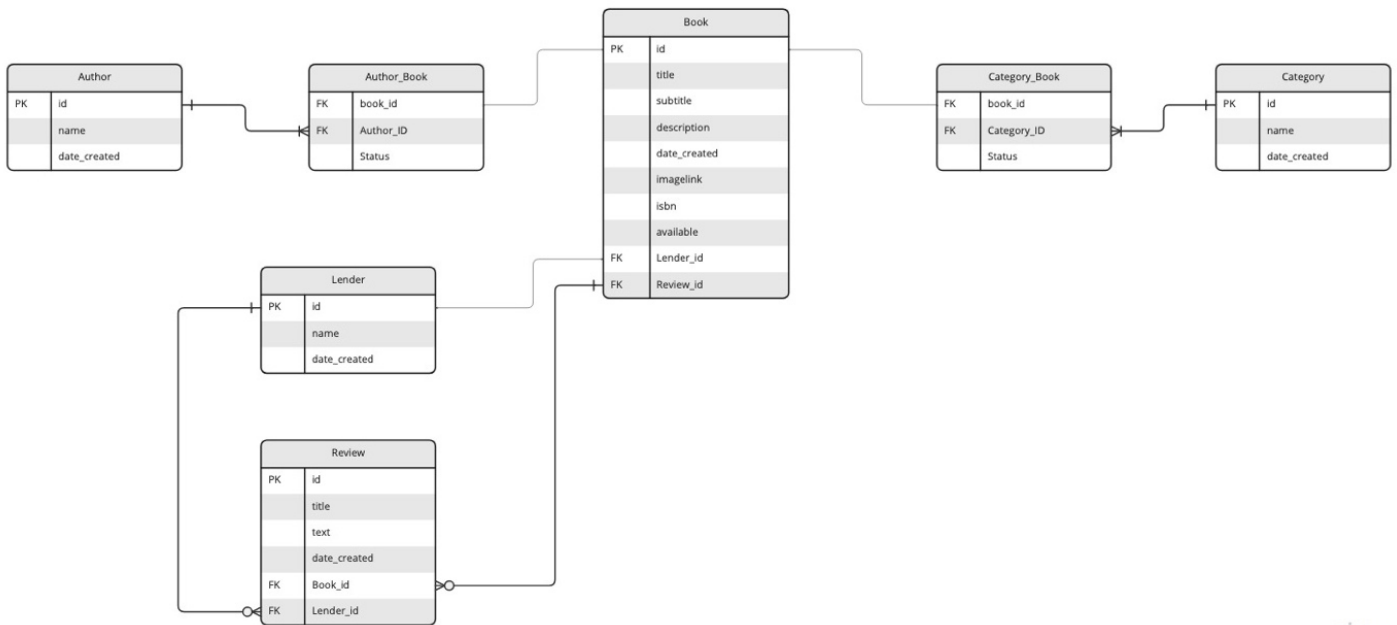 Book
PK id
title
subtitle
description
date_created
imagelink
isbn
available
FK Lender_id
FK Review_id
Author
PK id
name
date_created
Author_Book
FK book_id
FK Author_ID
Status
Category_Book
FK book_id
FK Category_ID
Status
Category
PK id
name
date_created
Lender
PK id
name
date_created
Review
PK id
title
text
date_created
FK Book_id
FK Lender_id